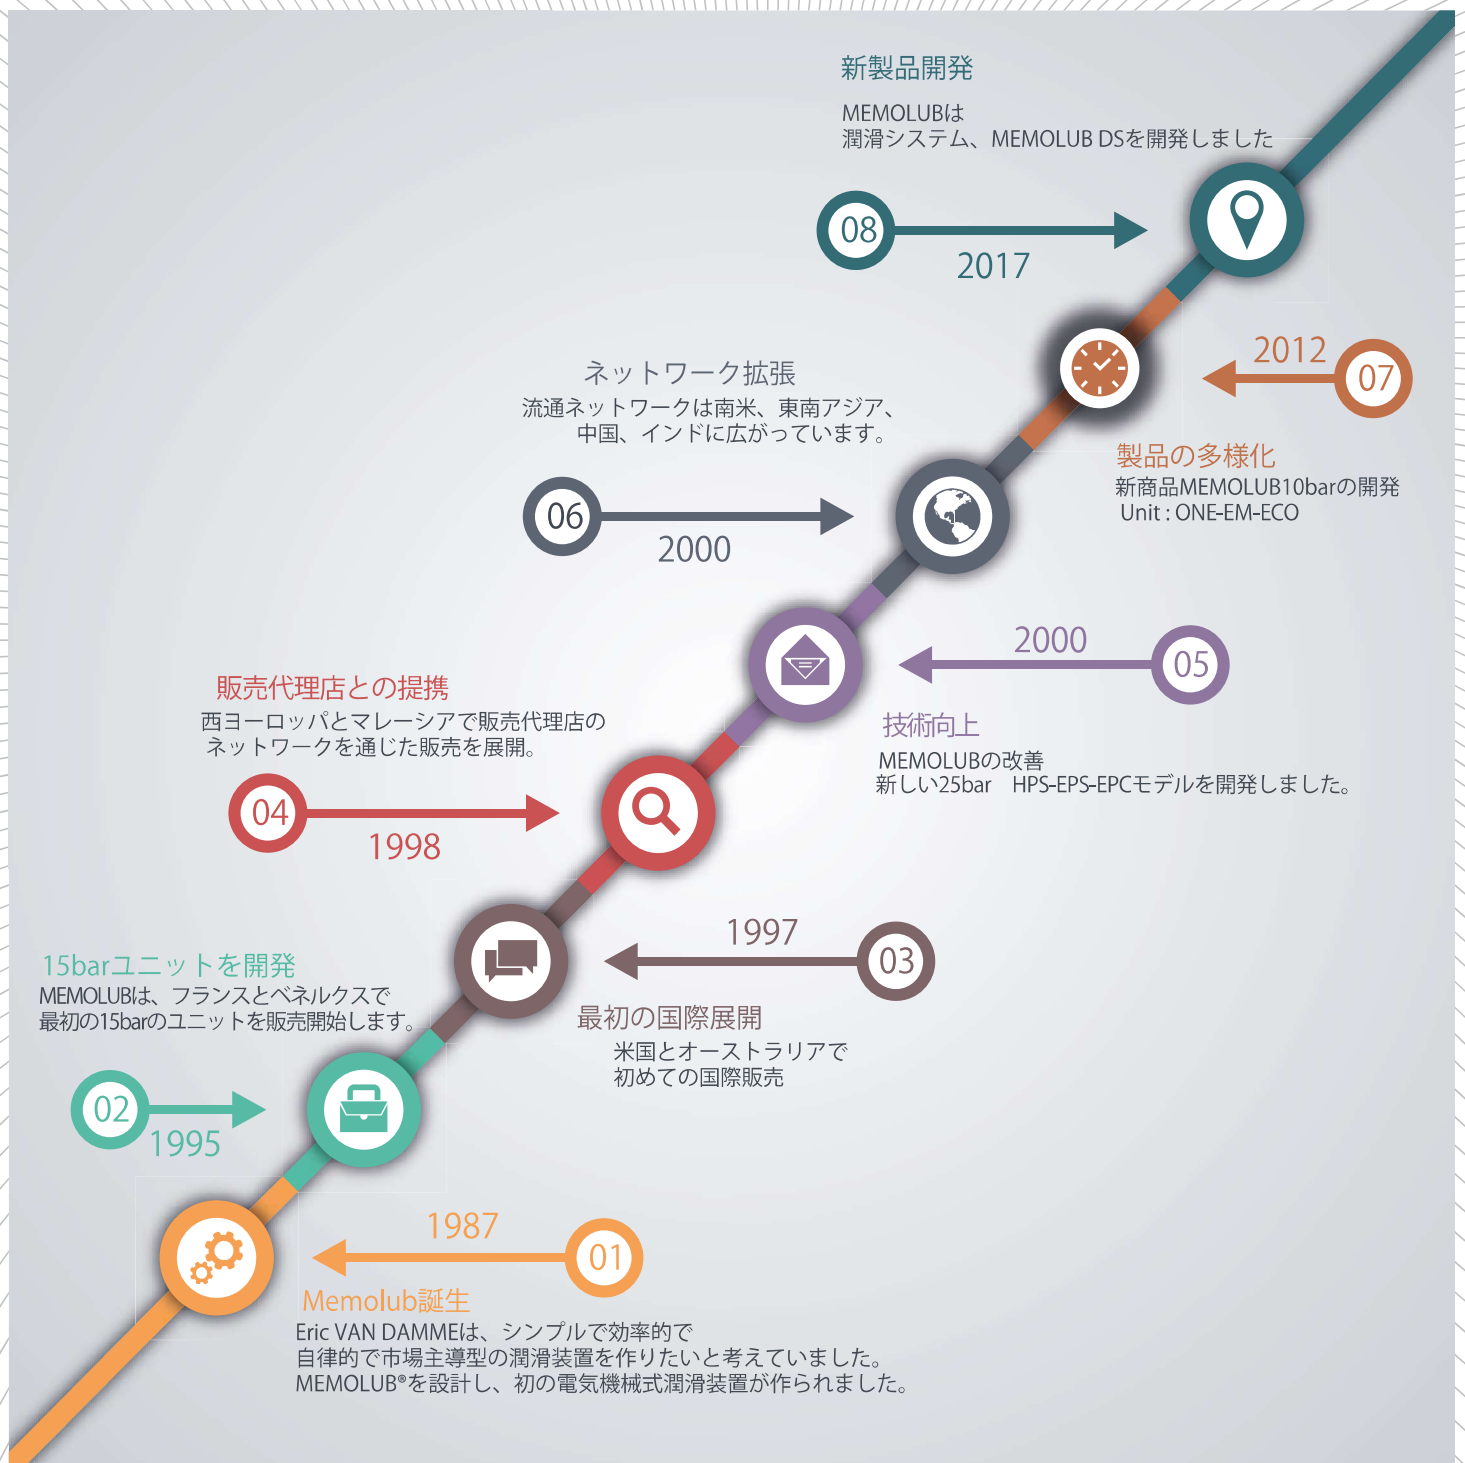 新製品開発
MEMOLUBは
潤滑システム、MEMOLUB DSを開発しました
08
2017
2012
07
製品の多様化
新商品MEMOLUB10barの開発
Unit : ONE-EM-ECO
ネットワーク拡張
流通ネットワークは南米、東南アジア、
中国、インドに広がっています。
06
2000
2000
05
技術向上
MEMOLUBの改善
新しい25bar　HPS-EPS-EPCモデルを開発しました。
販売代理店との提携
西ヨーロッパとマレーシアで販売代理店の
ネットワークを通じた販売を展開。
04
1998
1997
03
最初の国際展開
米国とオーストラリアで
初めての国際販売
15barユニットを開発
MEMOLUBは、フランスとベネルクスで
最初の15barのユニットを販売開始します。
02
1995
1987
01
Memolub誕生
Eric VAN DAMMEは、シンプルで効率的で
自律的で市場主導型の潤滑装置を作りたいと考えていました。
MEMOLUB®を設計し、初の電気機械式潤滑装置が作られました。